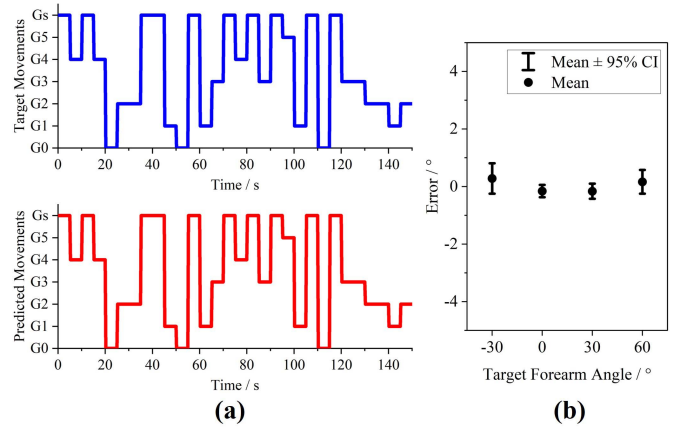 Gs
G5
G4
G3
G2
G1
G0
Target Movements
0 20 40 60 80 100 120 140
Time / s
Gs
G5
G4
G3
G2
G1
G0
Predicted Movements
0 20 40 60 80 100 120 140
Time / s
(a)
Mean ± 95% CI
Mean
4
2
0
-2
-4
Error / °
-30 0 30 60
Target Forearm Angle / °
(b)